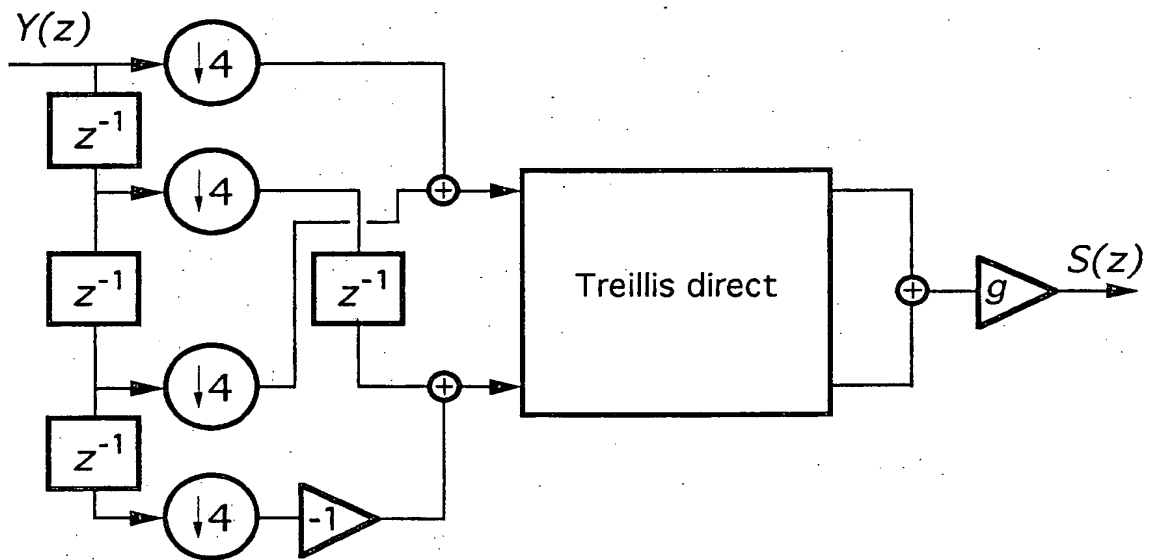 Y(z)
↓4
z⁻¹
↓4
+
S(z)
z⁻¹
z⁻¹
Treillis direct
+
g
↓4
+
z⁻¹
↓4
-1